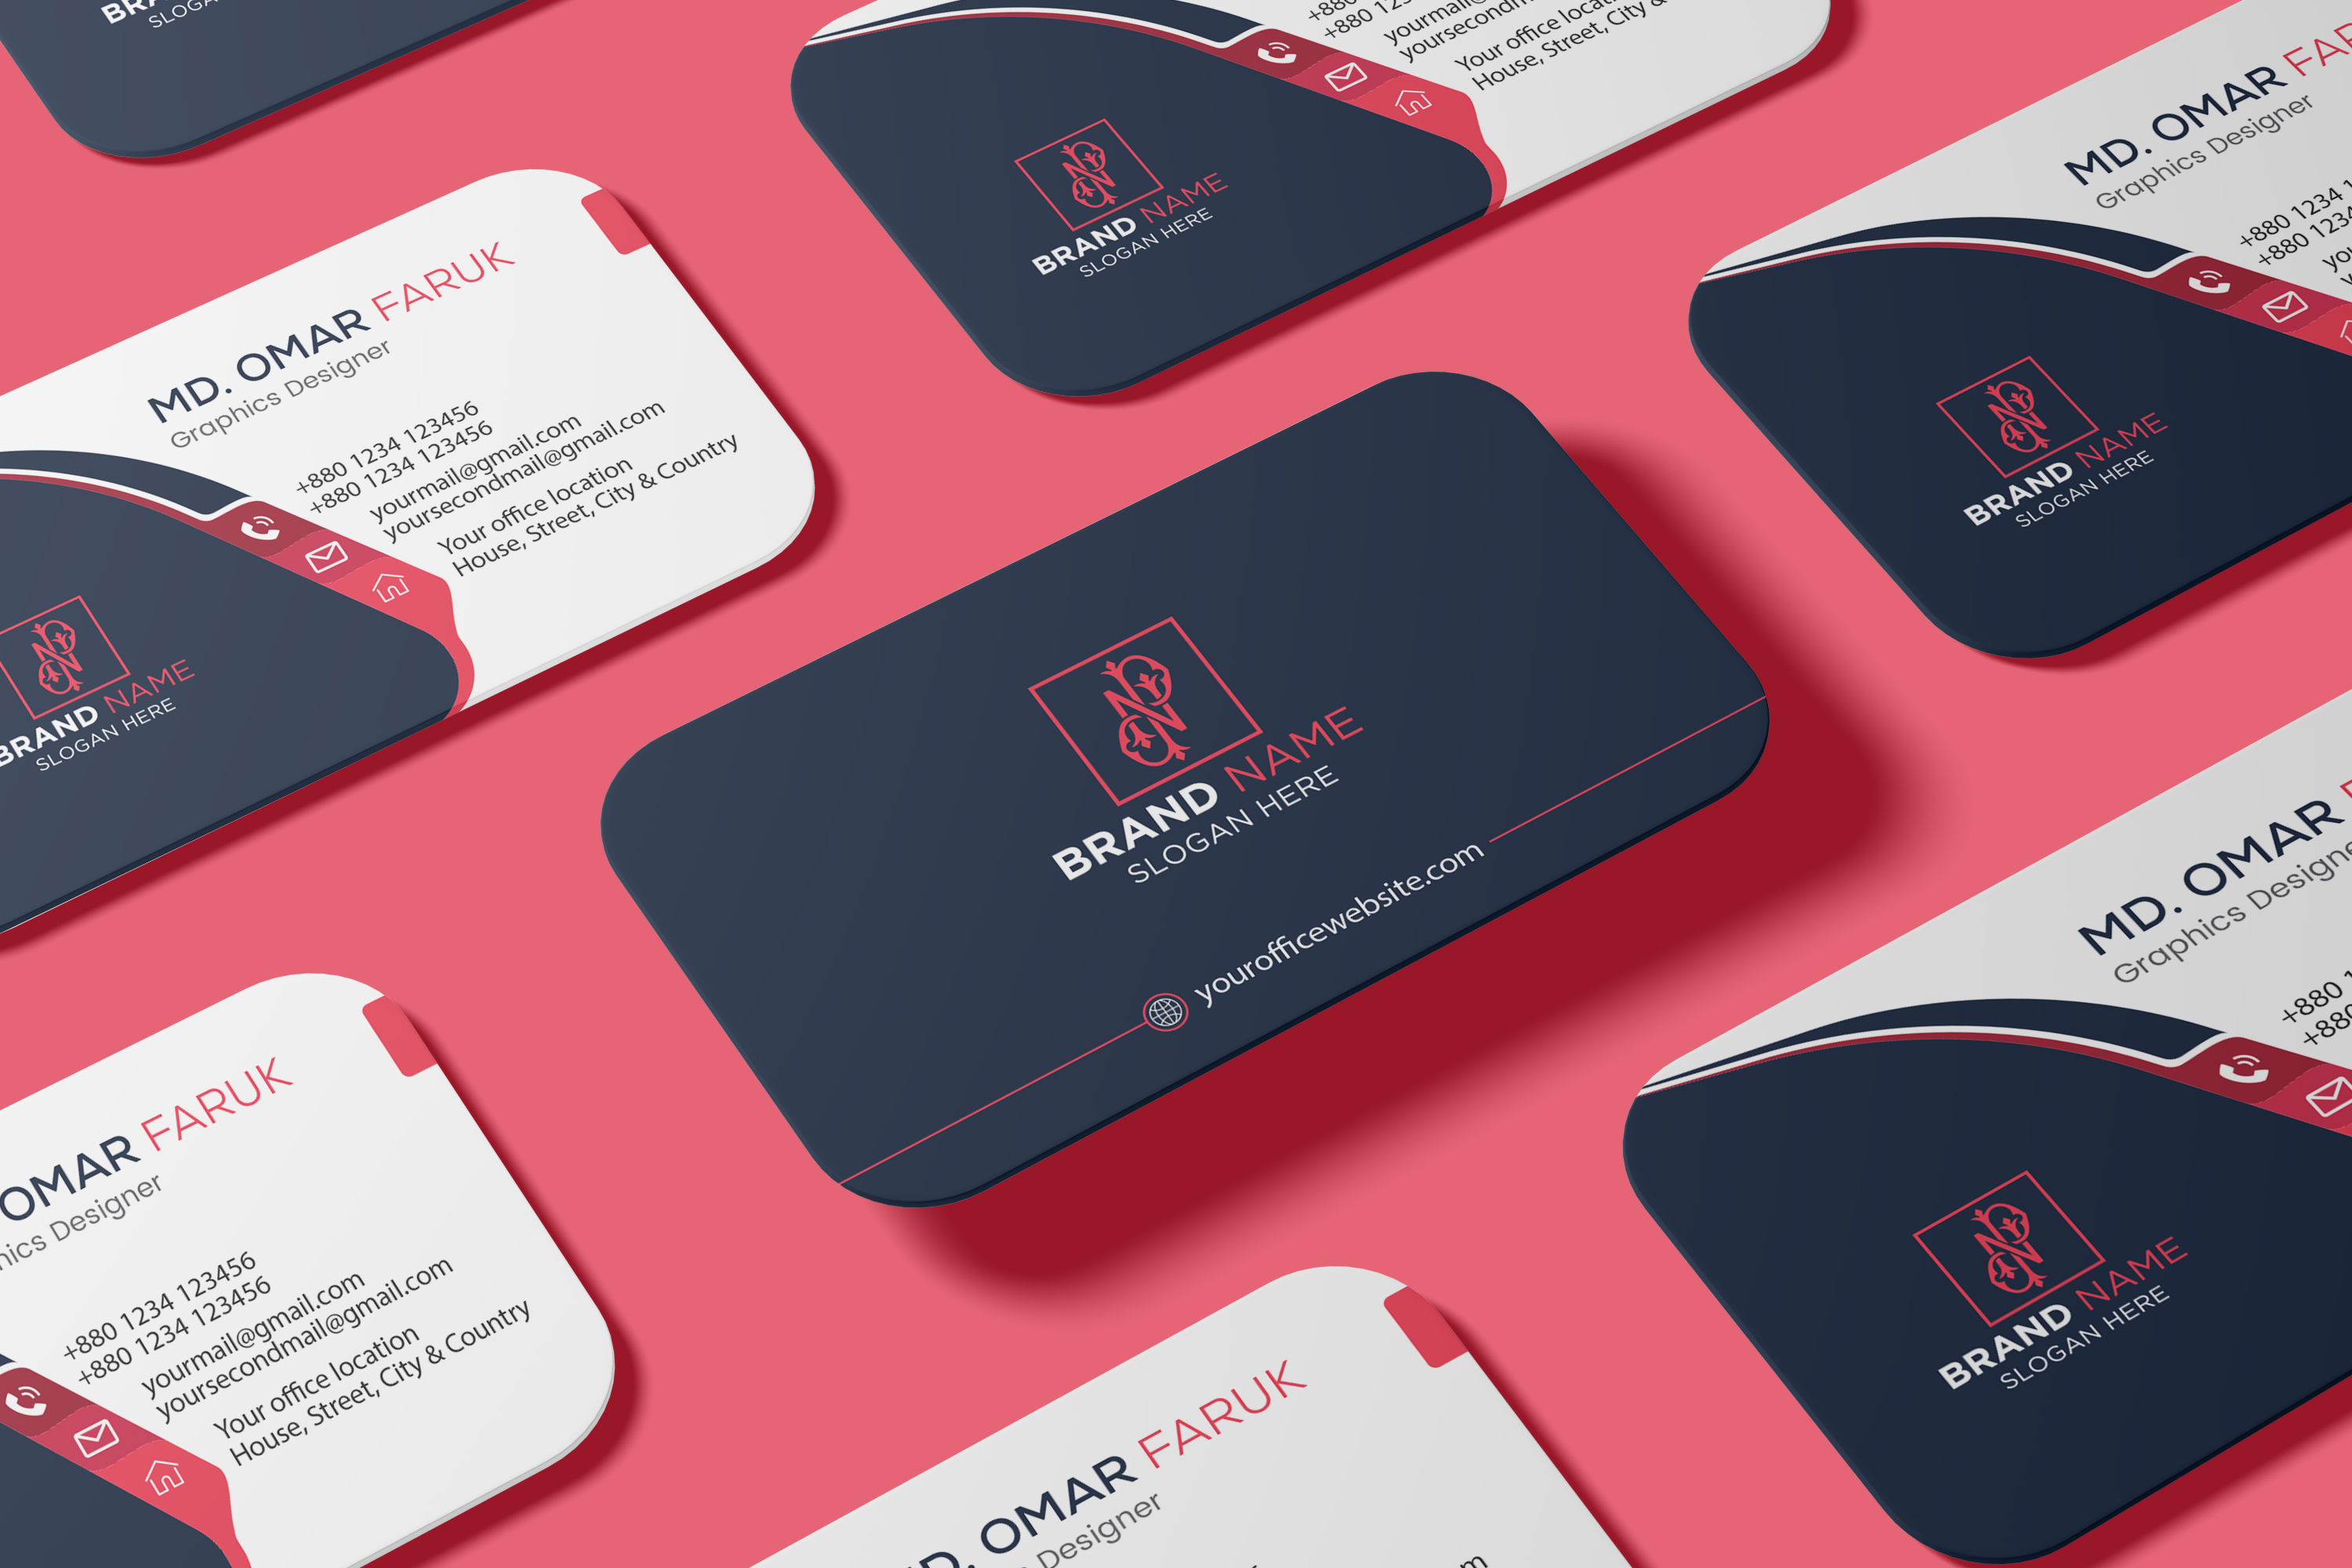 SLOGAN HERE
+880
+880 123
yourmail@
yoursecondm
Your office locat
House, Street, City &
BRAND NAME
SLOGAN HERE
MD. OMAR FAR
Graphics Designer
+880 1234 1
+880 1234
BRAND NAME
SLOGAN HERE
MD. OMAR FARUK
Graphics Designer
+880 1234 123456
+880 1234 123456
yourmail@gmail.com
yoursecondmail@gmail.com
Your office location
House, Street, City & Country
BRAND NAME
SLOGAN HERE
BRAND NAME
SLOGAN HERE
yourofficewebsite.com
MD. OMAR
Graphics Designe
+880 1
+880
BRAND NAME
SLOGAN HERE
OMAR FARUK
hics Designer
+880 1234 123456
+880 1234 123456
yourmail@gmail.com
yoursecondmail@gmail.com
Your office location
House, Street, City & Country
D. OMAR FARUK
Designer